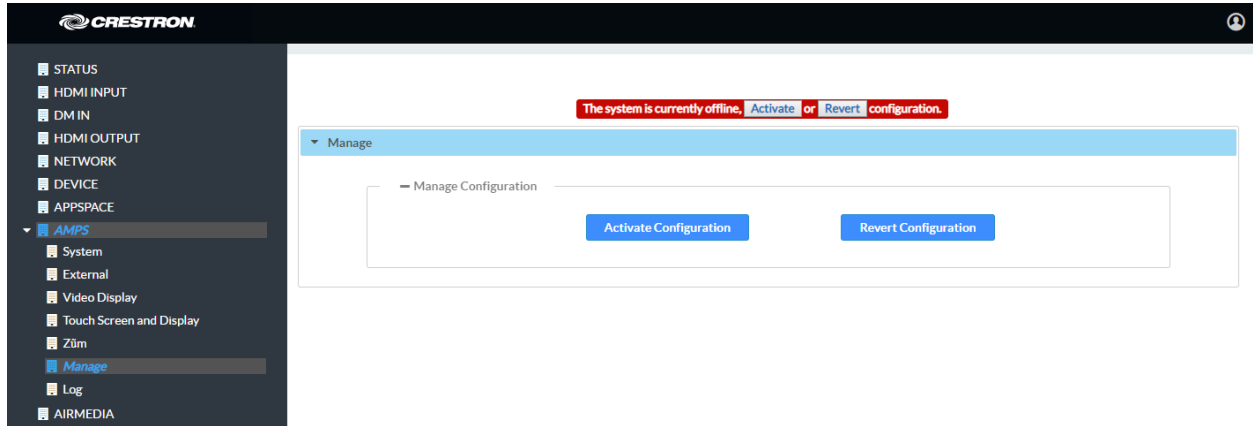 CRESTRON
STATUS
HDMI INPUT
DM IN
HDMI OUTPUT
NETWORK
DEVICE
APPSPACE
AMPS
System
External
Video Display
Touch Screen and Display
Zūm
Manage
Log
AIRMEDIA
The system is currently offline, Activate or Revert configuration.
Manage
Manage Configuration
Activate Configuration Revert Configuration